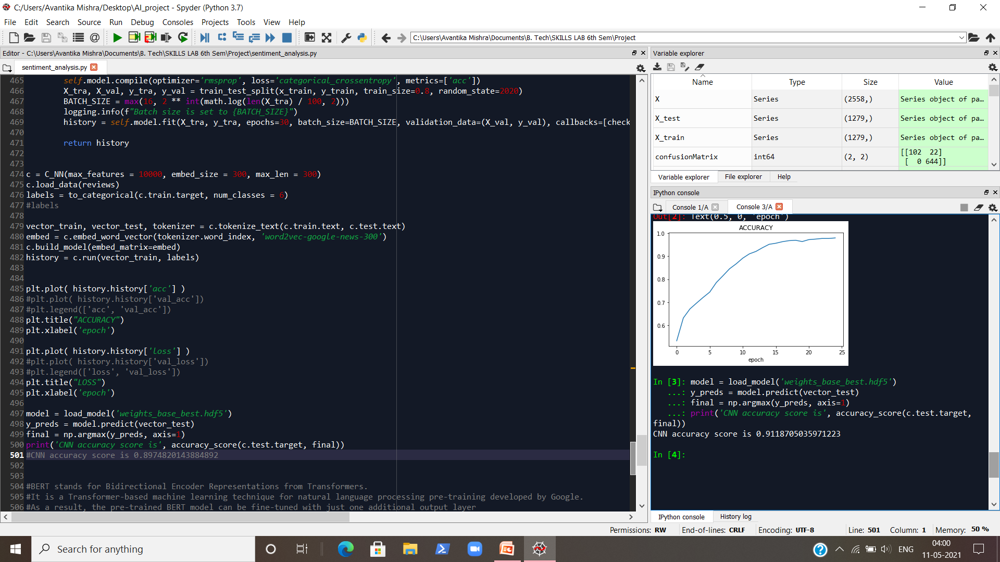 C:/Users/Avantika Mishra/Desktop\AI_project - Spyder (Python 3.7)
File Edit Search Source Run Debug Consoles Projects Tools View Help
C:\Users\Avantika Mishra\Documents\B. Tech\SKILLS LAB 6th Sem\Project
Editor - C:\Users\Avantika Mishra\Documents\B. Tech\SKILLS LAB 6th Sem\Project\sentiment_analysis.py
sentiment_analysis.py
465 self.model.compile(optimizer='rmsprop', loss='categorical_crossentropy', metrics=['acc'])
466 X_tra, X_val, y_tra, y_val = train_test_split(x_train, y_train, train_size=0.8, random_state=2020)
467 BATCH_SIZE = max(16, 2 ** int(math.log(len(X_tra) / 100, 2)))
468 logging.info(f"Batch size is set to {BATCH_SIZE}")
469 history = self.model.fit(X_tra, y_tra, epochs=30, batch_size=BATCH_SIZE, validation_data=(X_val, y_val), callbacks=[check
470
471 return history
472
473
474 c = C_NN(max_features = 10000, embed_size = 300, max_len = 300)
475 c.load_data(reviews)
476 labels = to_categorical(c.train.target, num_classes = 6)
477 #labels
478
479 vector_train, vector_test, tokenizer = c.tokenize_text(c.train.text, c.test.text)
480 embed = c.embed_word_vector(tokenizer.word_index, 'word2vec-google-news-300')
481 c.build_model(embed_matrix=embed)
482 history = c.run(vector_train, labels)
483
484
485 plt.plot( history.history['acc'] )
486 #plt.plot( history.history['val_acc'])
487 #plt.legend(['acc', 'val_acc'])
488 plt.title("ACCURACY")
489 plt.xlabel('epoch')
490
491 plt.plot( history.history['loss'] )
492 #plt.plot( history.history['val_loss'])
493 #plt.legend(['loss', 'val_loss'])
494 plt.title("LOSS")
495 plt.xlabel('epoch')
496
497 model = load_model('weights_base_best.hdf5')
498 y_preds = model.predict(vector_test)
499 final = np.argmax(y_preds, axis=1)
500 print('CNN accuracy score is', accuracy_score(c.test.target, final))
501 #CNN accuracy score is 0.8974820143884892
502
503
504 #BERT stands for Bidirectional Encoder Representations from Transformers.
505 #It is a Transformer-based machine learning technique for natural language processing pre-training developed by Google.
506 #As a result, the pre-trained BERT model can be fine-tuned with just one additional output layer
Variable explorer
Name Type Size Value
X Series (2558,) Series object of pa…
X_test Series (1279,) Series object of pa…
X_train Series (1279,) Series object of pa…
confusionMatrix int64 (2, 2) [[102 22]
[ 0 644]]
Variable explorer File explorer Help
IPython console
Console 1/A Console 3/A
Out[2]: Text(0.5, 0, 'epoch')
ACCURACY
1.0
0.9
0.8
0.7
0.6
0 5 10 15 20 25
epoch
In [3]: model = load_model('weights_base_best.hdf5')
...: y_preds = model.predict(vector_test)
...: final = np.argmax(y_preds, axis=1)
...: print('CNN accuracy score is', accuracy_score(c.test.target,
final))
CNN accuracy score is 0.9118705035971223
In [4]:
IPython console History log
Permissions: RW End-of-lines: CRLF Encoding: UTF-8 Line: 501 Column: 1 Memory: 50 %
Search for anything
ENG
04:00
11-05-2021